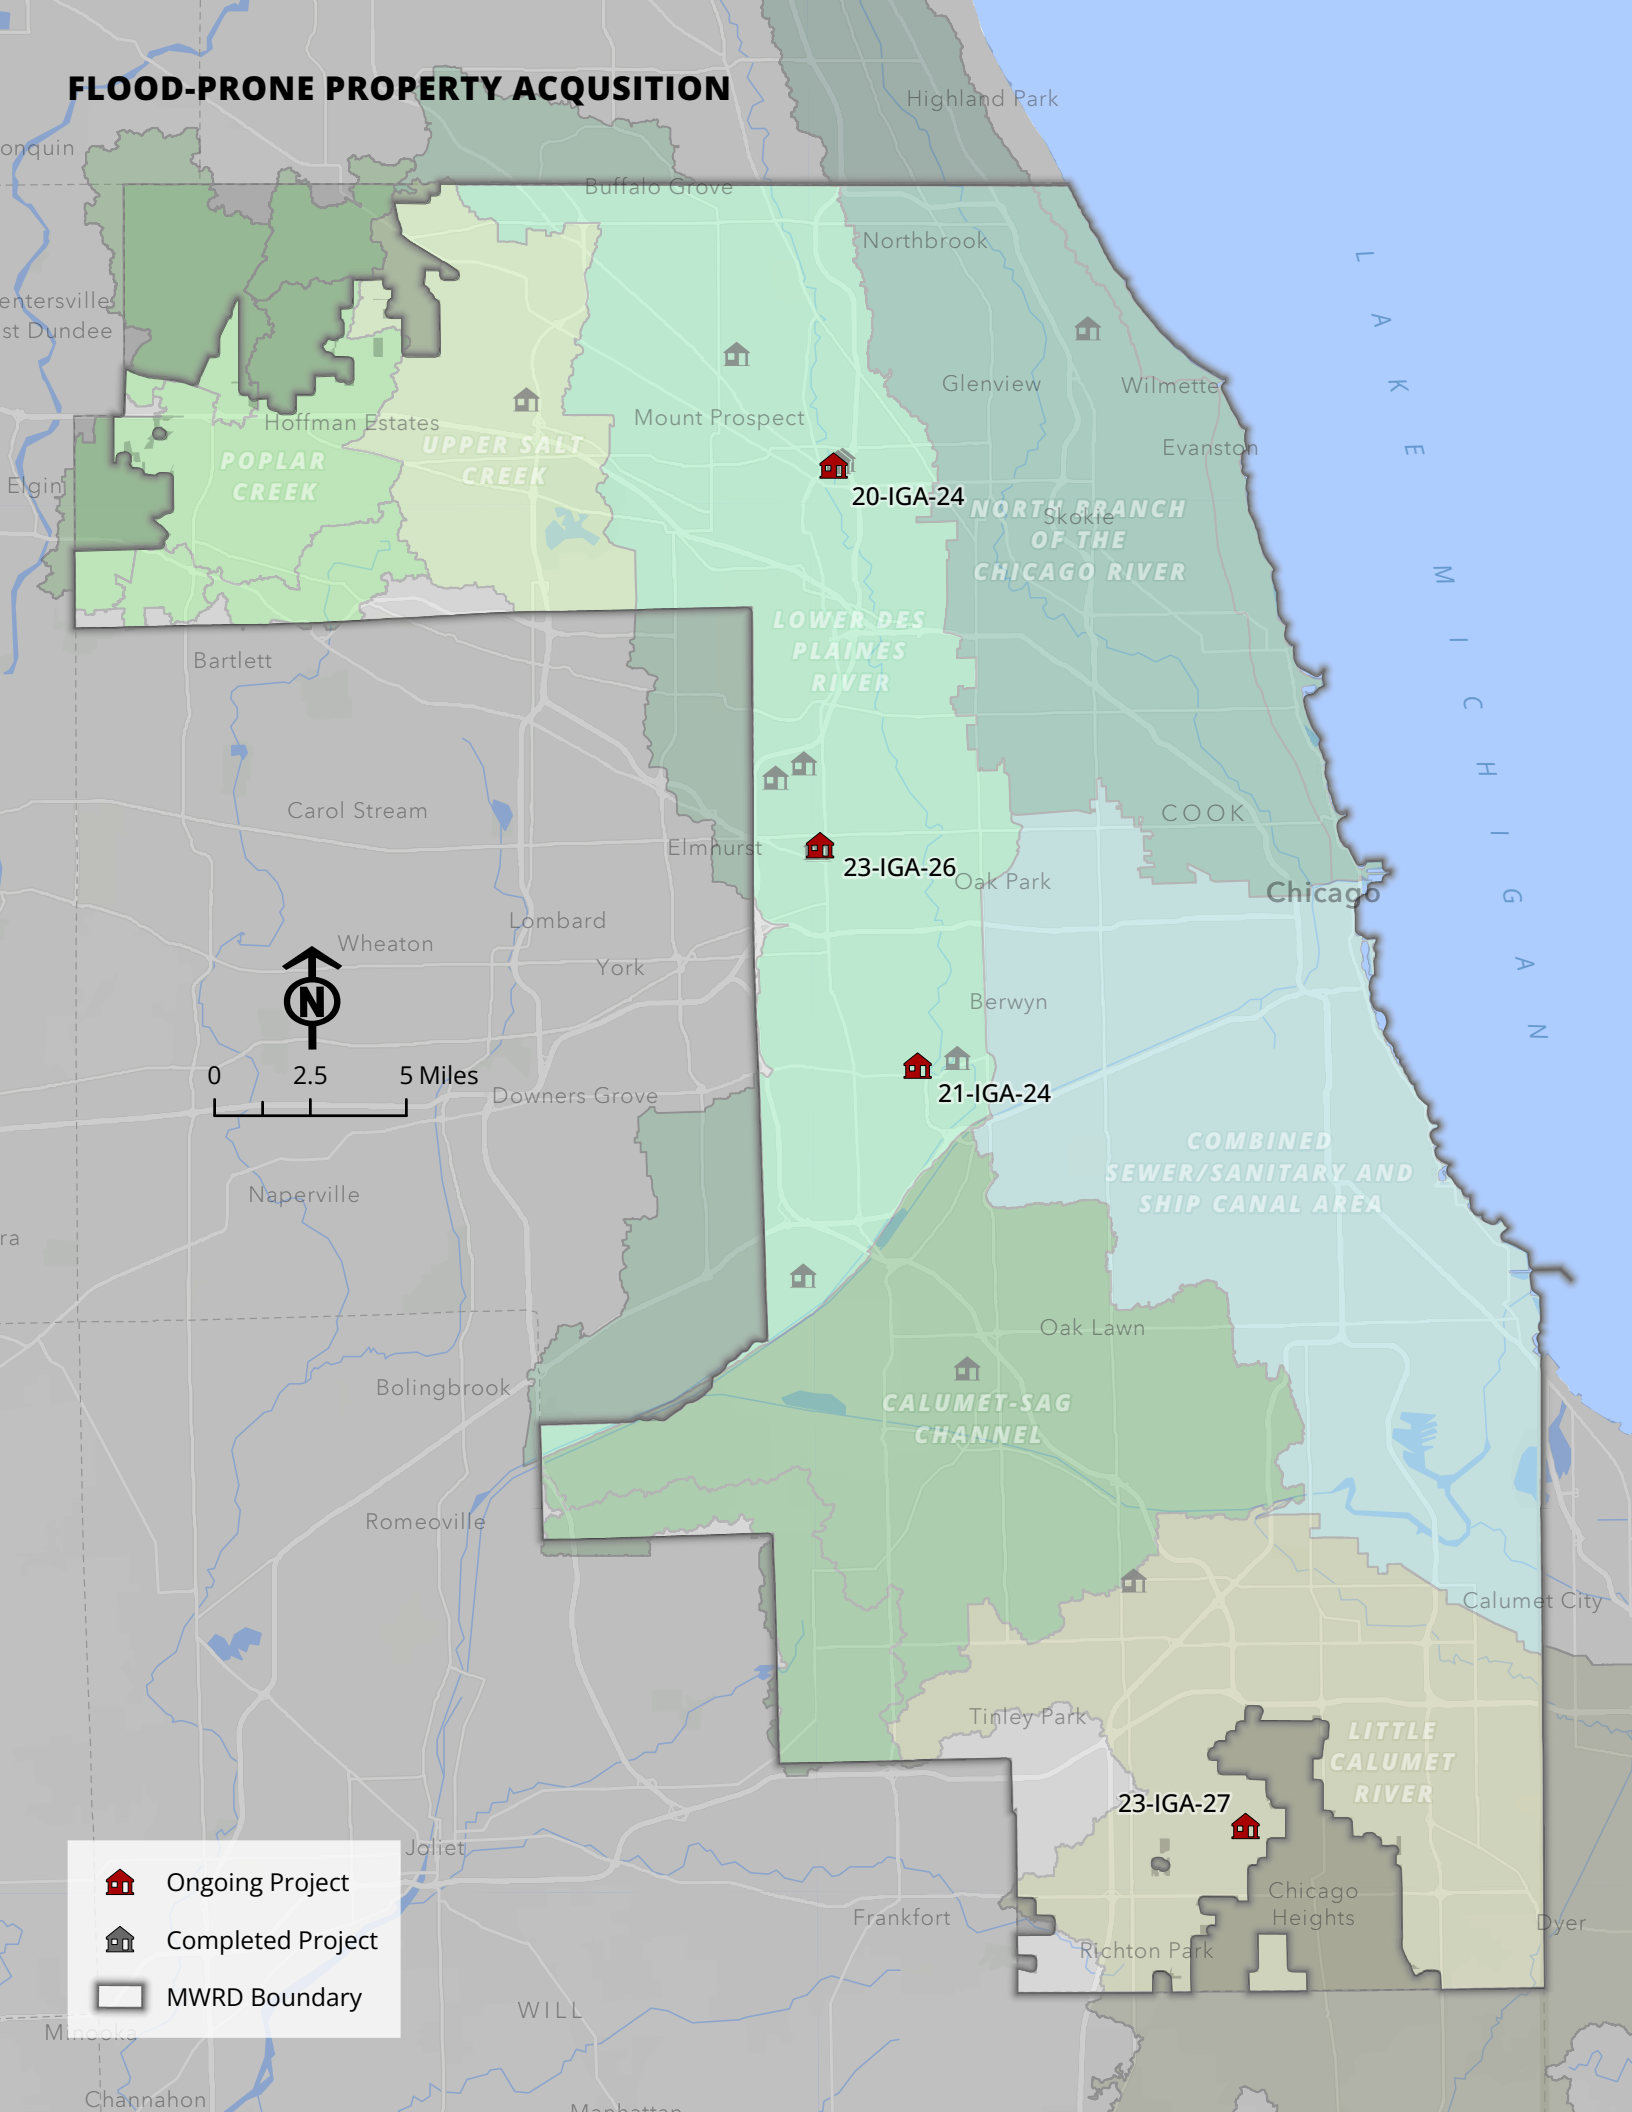 FLOOD-PRONE PROPERTY ACQUSITION
Highland Park
onquin
Buffalo Grove
Northbrook
L A K E M I C H I G A N
entersville
st Dundee
Glenview
Wilmette
Mount Prospect
Hoffman Estates
UPPER SALT
CREEK
Evanston
POPLAR
CREEK
Elgin
20-IGA-24
NORTH BRANCH
OF THE
CHICAGO RIVER
Skokie
LOWER DES
PLAINES
RIVER
Bartlett
Carol Stream
COOK
Elmhurst
23-IGA-26
Oak Park
Chicago
Lombard
Wheaton
York
N
Berwyn
0 2.5 5 Miles
Downers Grove
21-IGA-24
COMBINED
SEWER/SANITARY AND
SHIP CANAL AREA
Naperville
ra
Oak Lawn
Bolingbrook
CALUMET-SAG
CHANNEL
Romeoville
Calumet City
Tinley Park
LITTLE
CALUMET
RIVER
23-IGA-27
Joliet
Ongoing Project
Completed Project
MWRD Boundary
Chicago
Heights
Frankfort
Dyer
Richton Park
WILL
Minooka
Channahon
Manhattan